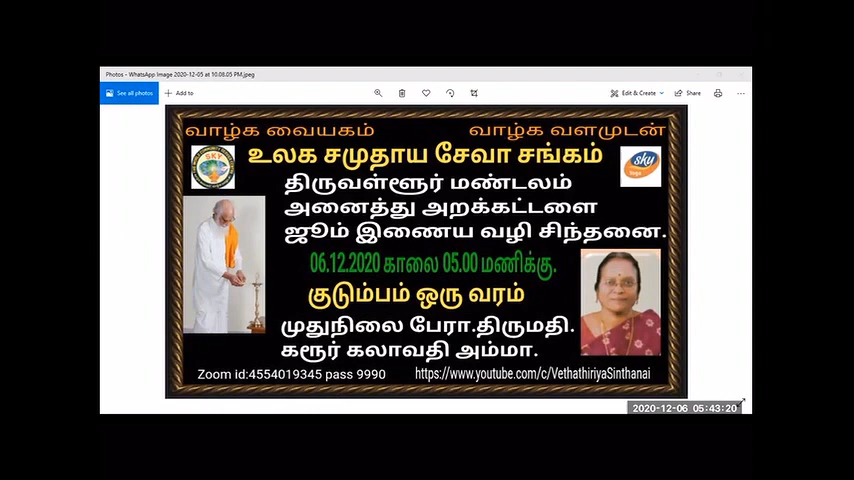 Photos - WhatsApp Image 2020-12-05 at 10.08.05 PM.jpeg
See all photos + Add to Edit & Create Share
வாழ்க வையகம் வாழ்க வளமுடன்
உலக சமுதாய சேவா சங்கம்
SKY
sky
yoga
திருவள்ளூர் மண்டலம்
அனைத்து அறக்கட்டளை
ஜூம் இணைய வழி சிந்தனை.
06.12.2020 காலை 05.00 மணிக்கு.
குடும்பம் ஒரு வரம்
முதுநிலை பேரா.திருமதி.
கரூர் கலாவதி அம்மா.
Zoom id:4554019345 pass 9990 https://www.youtube.com/c/VethathiriyaSinthanai
2020-12-06 05:43:20